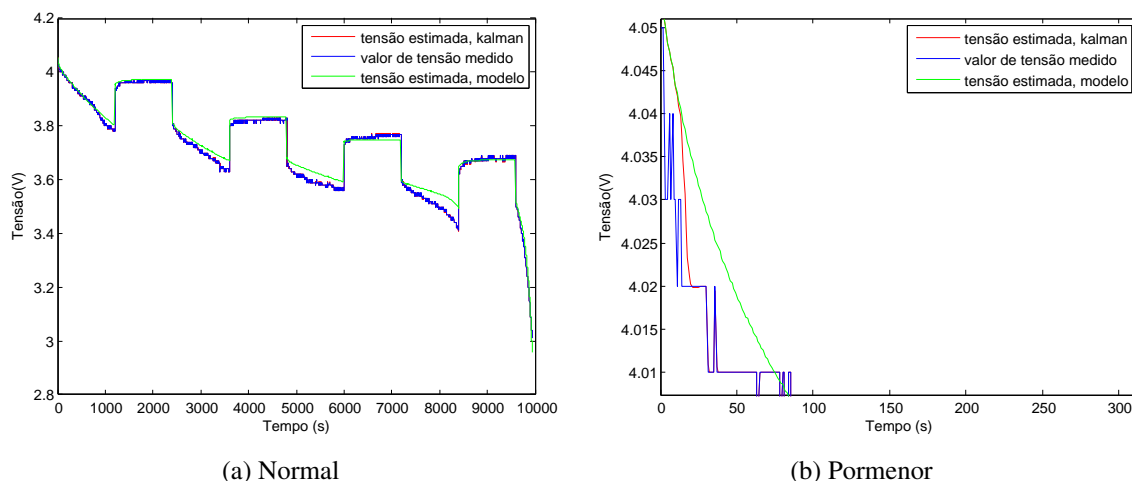 4.2
4
3.8
3.6
3.4
3.2
3
2.8
Tensão(V)
0 1000 2000 3000 4000 5000 6000 7000 8000 9000 10000
Tempo (s)
tensão estimada, kalman
valor de tensão medido
tensão estimada, modelo
(a) Normal
4.05
4.045
4.04
4.035
4.03
4.025
4.02
4.015
4.01
Tensão(V)
0 50 100 150 200 250 300
Tempo (s)
tensão estimada, kalman
valor de tensão medido
tensão estimada, modelo
(b) Pormenor